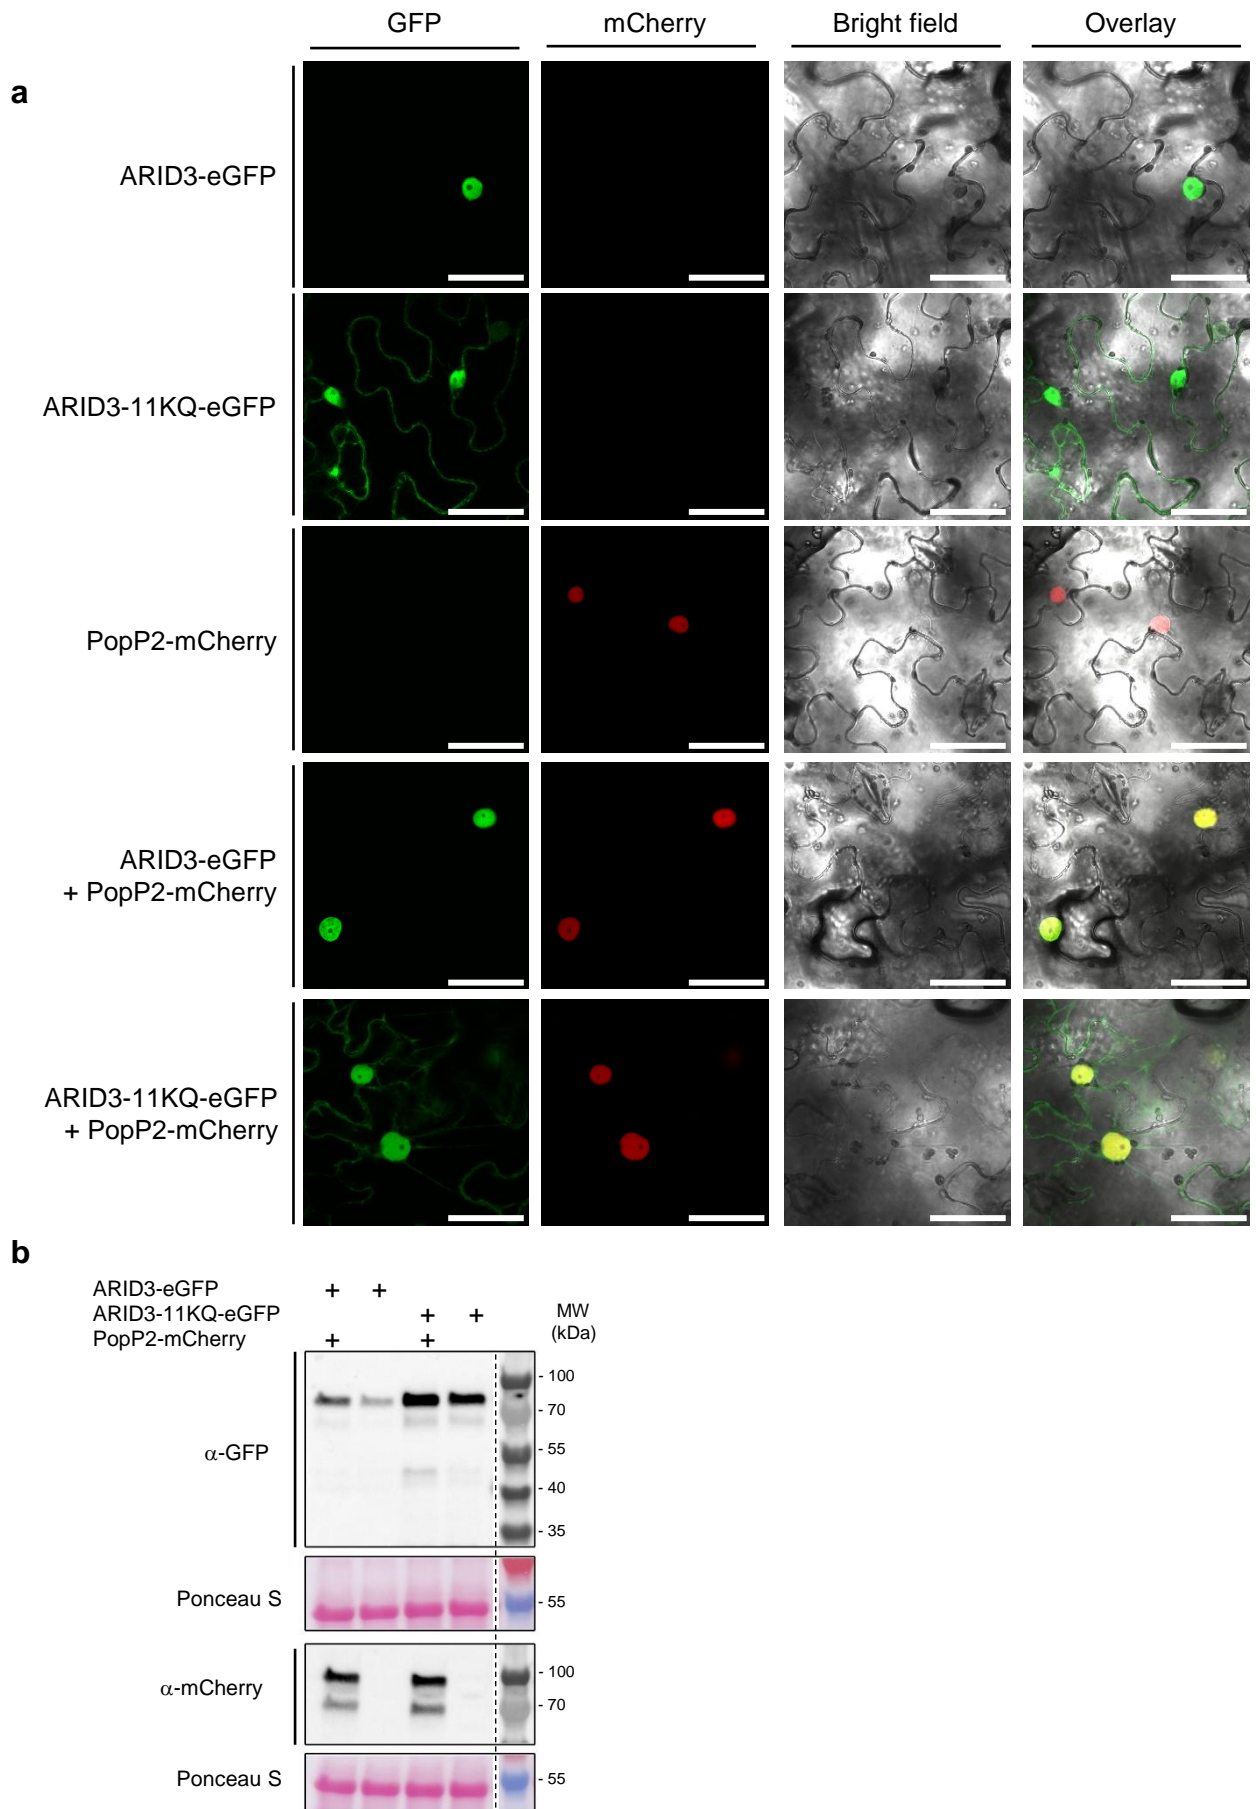 GFP mCherry Bright field Overlay
a
ARID3-eGFP
ARID3-11KQ-eGFP
PopP2-mCherry
ARID3-eGFP
+ PopP2-mCherry
ARID3-11KQ-eGFP
+ PopP2-mCherry
b
ARID3-eGFP + +
ARID3-11KQ-eGFP + +
PopP2-mCherry + +
MW
(kDa)
α-GFP
- 100
- 70
- 55
- 40
- 35
Ponceau S - 55
α-mCherry
- 100
- 70
Ponceau S - 55